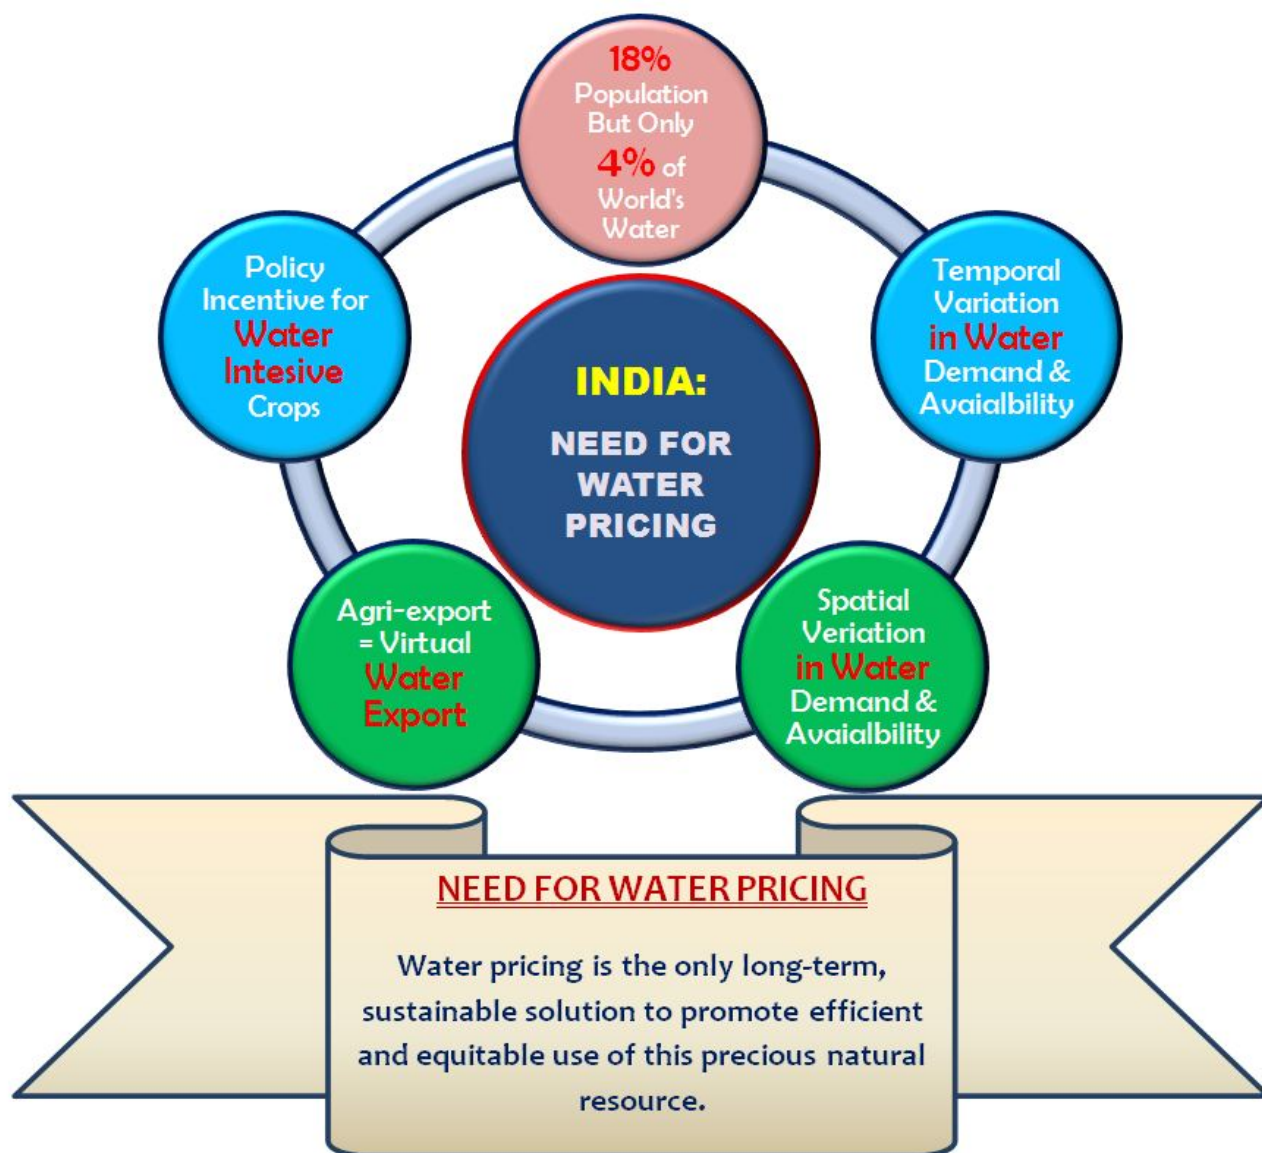 18%
Population
But Only
4% of
World's
Water
Policy
Incentive for
Water
Intesive
Crops
Temporal
Variation
in Water
Demand &
Avaialbility
INDIA:
NEED FOR
WATER
PRICING
Agri-export
= Virtual
Water
Export
Spatial
Veriation
in Water
Demand &
Avaialbility
NEED FOR WATER PRICING
Water pricing is the only long-term,
sustainable solution to promote efficient
and equitable use of this precious natural
resource.